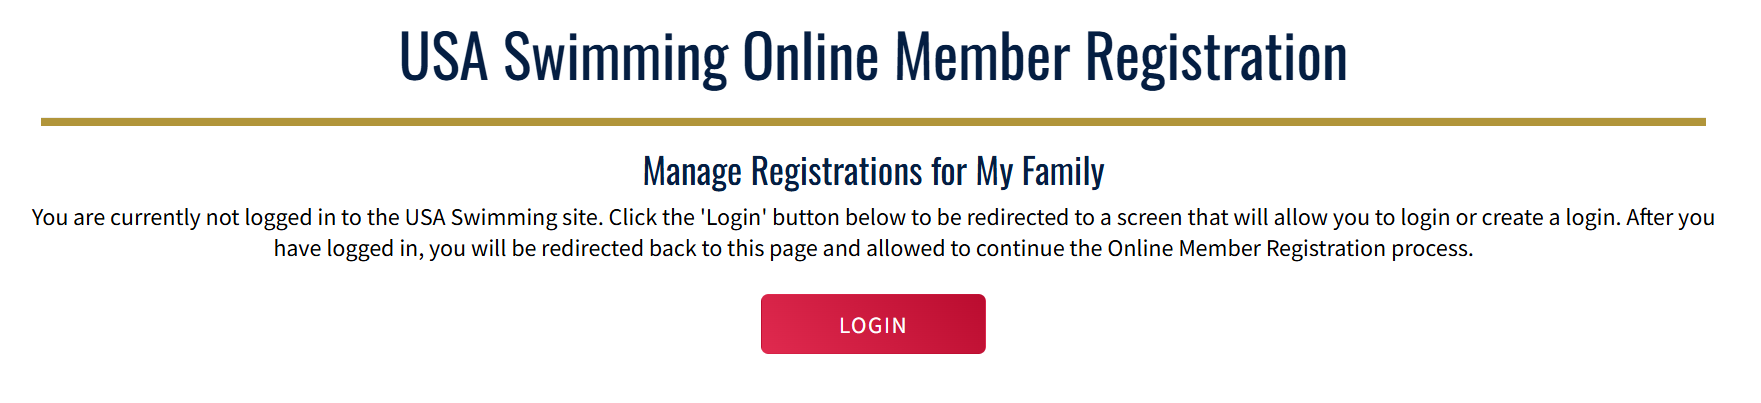 USA Swimming Online Member Registration
Manage Registrations for My Family
You are currently not logged in to the USA Swimming site. Click the 'Login' button below to be redirected to a screen that will allow you to login or create a login. After you
have logged in, you will be redirected back to this page and allowed to continue the Online Member Registration process.
LOGIN